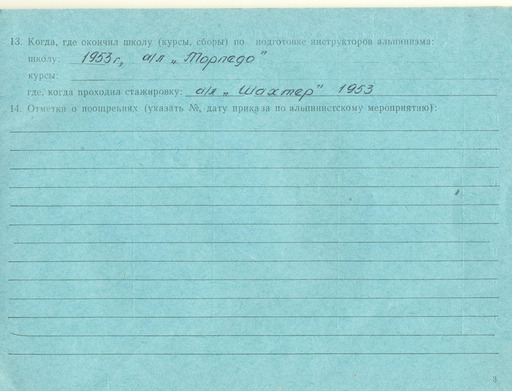 13. Когда, где окончил школу (курсы, сборы) по подготовке инструкторов альпинизма:
школу: 1953 г., а/л „Торпедо"
курсы:
где, когда проходил стажировку: а/л „Шахтер" 1953
14. Отметка о поощрениях (указать №, дату приказа по альпинистскому мероприятию):
3